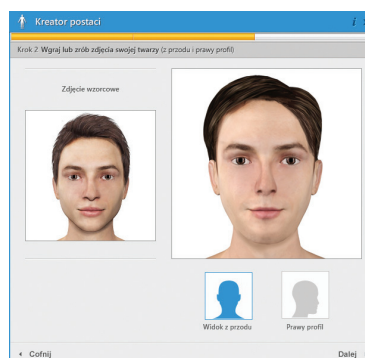 Kreator postaci
i
Krok 2 Wgraj lub zrób zdjęcia swojej twarzy (z przodu i prawy profil)
Zdjęcie wzorcowe
Widok z przodu
Prawy profil
Cofnij
Dalej